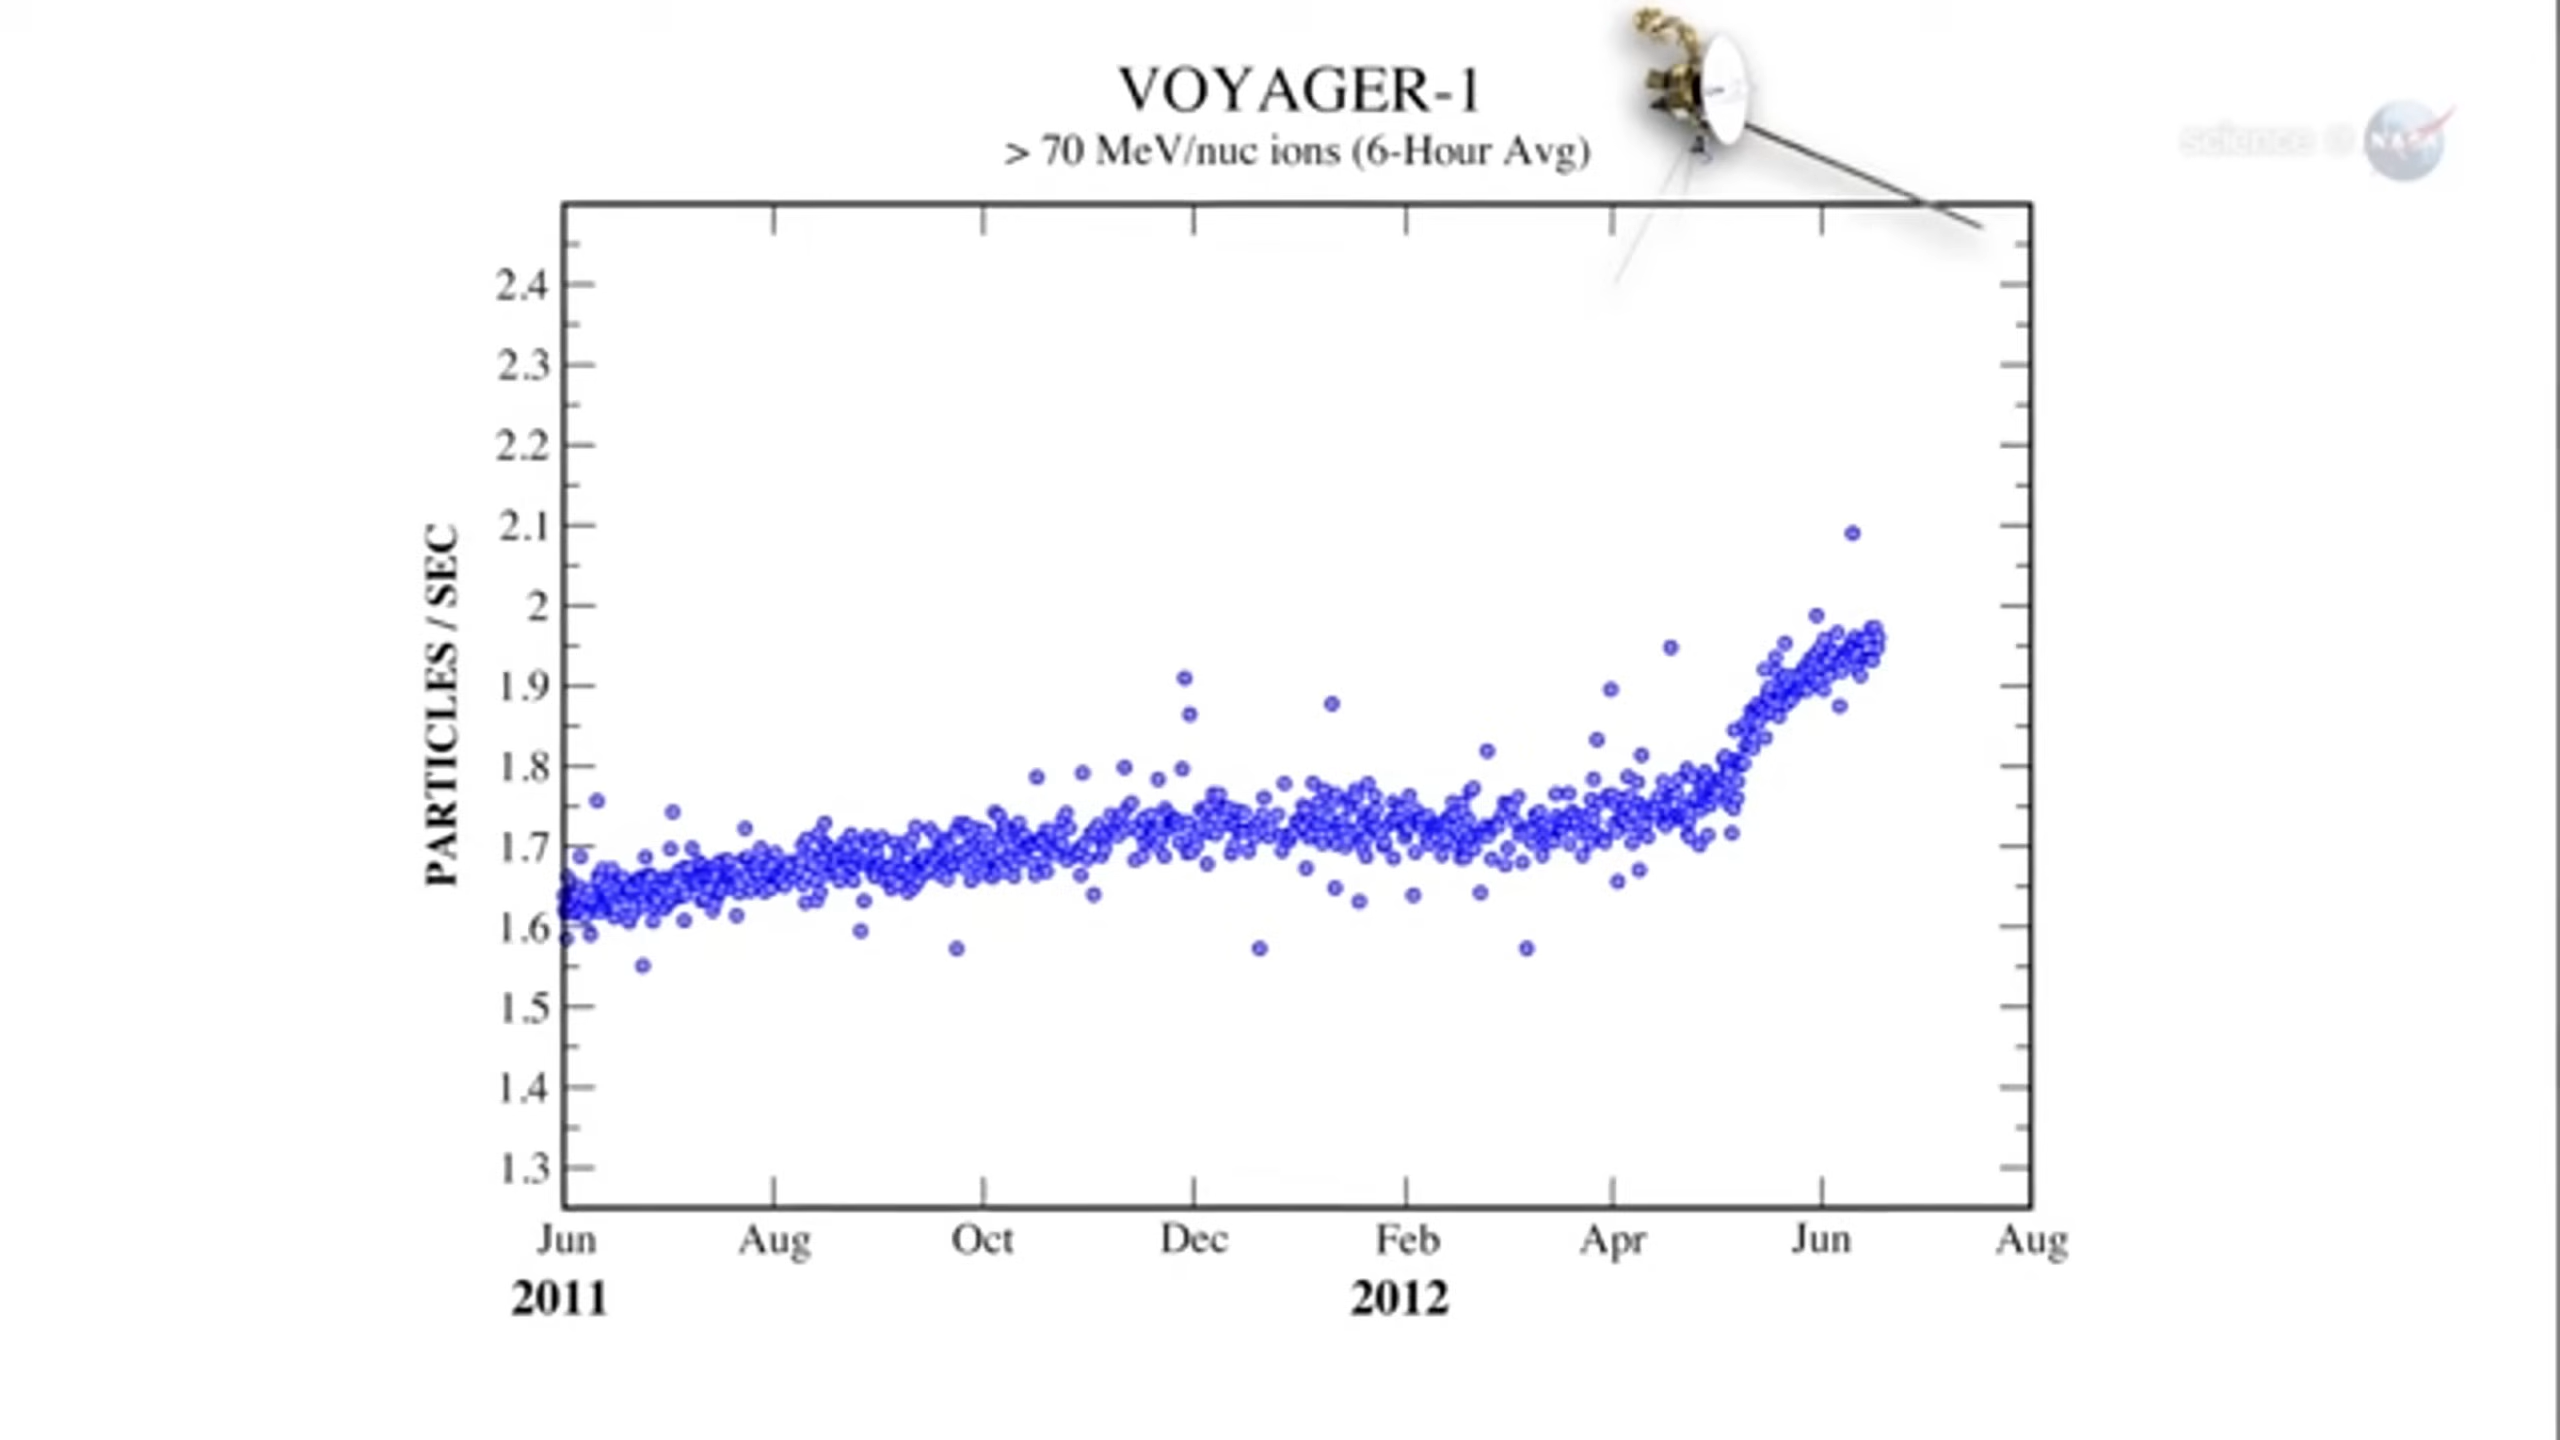 VOYAGER-1
> 70 MeV/nuc ions (6-Hour Avg)
science @ NASA
2.4
2.3
2.2
2.1
2
1.9
1.8
1.7
1.6
1.5
1.4
1.3
PARTICLES / SEC
Jun Aug Oct Dec Feb Apr Jun Aug
2011 2012